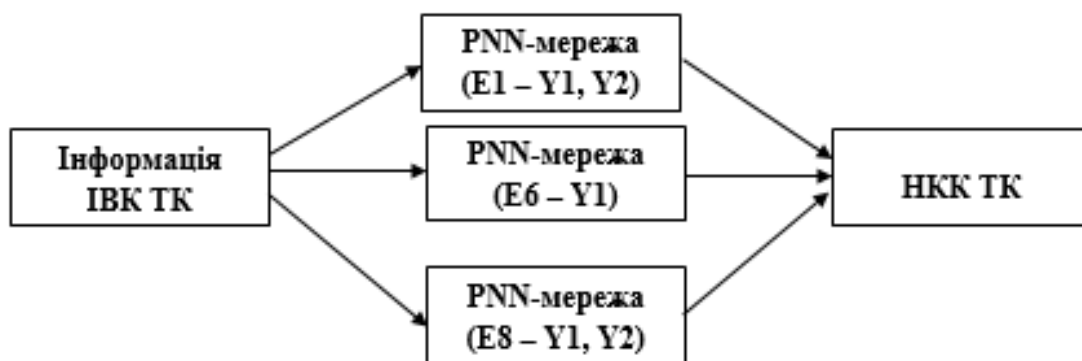 Інформація
ІВК ТК
PNN-мережа
(E1 – Y1, Y2)
PNN-мережа
(E6 – Y1)
PNN-мережа
(E8 – Y1, Y2)
НКК ТК